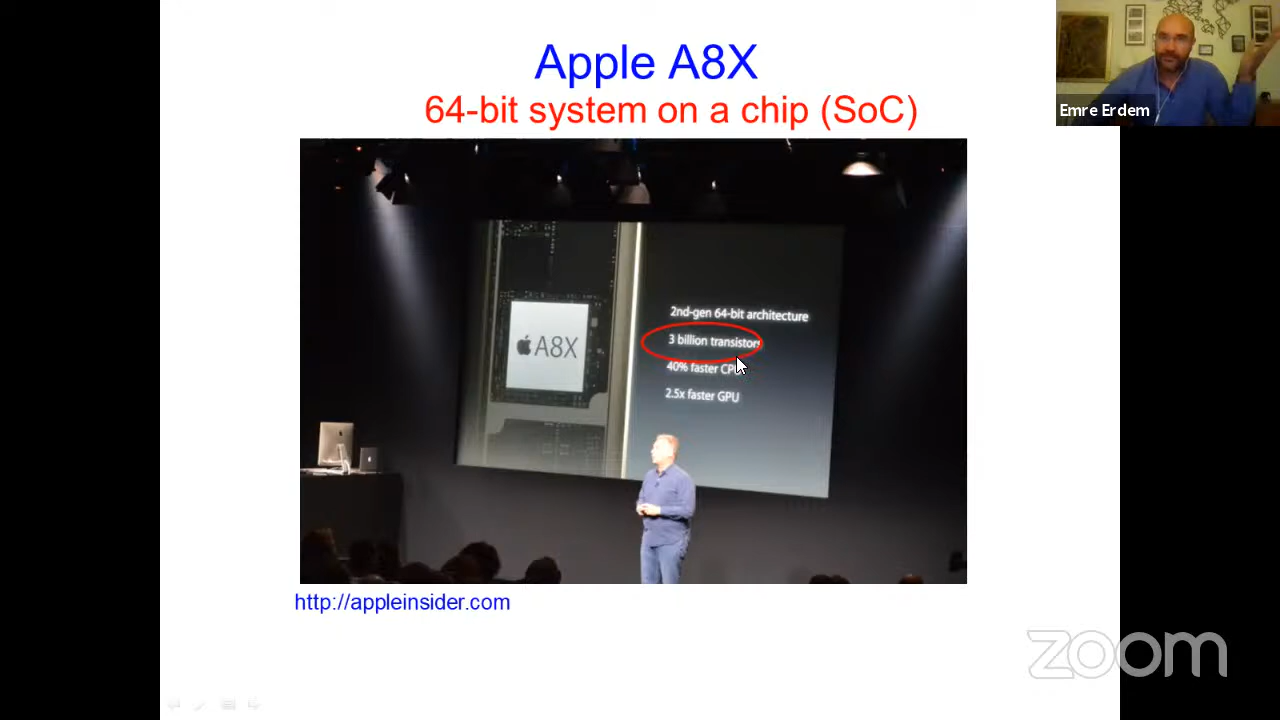 Apple A8X
64-bit system on a chip (SoC)
Emre Erdem
2nd-gen 64-bit architecture
A8X
3 billion transistors
40% faster CPU
2.5x faster GPU
http://appleinsider.com
zoom